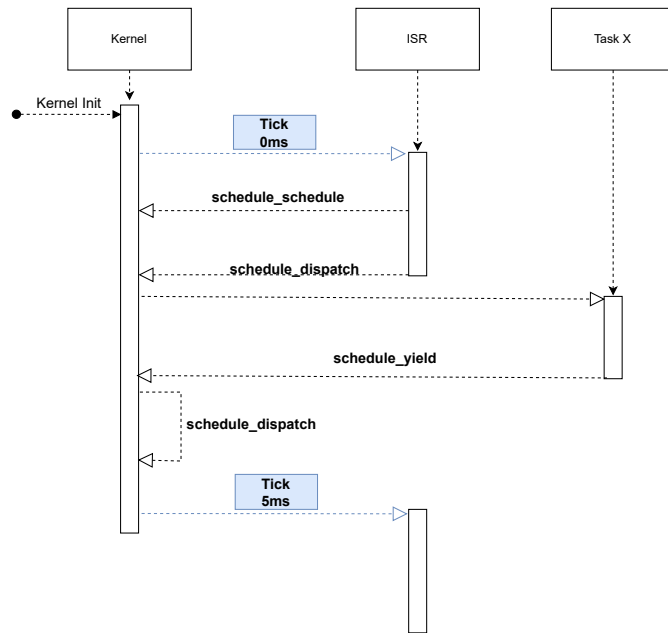 Kernel
ISR
Task X
Kernel Init
Tick
0ms
schedule_schedule
schedule_dispatch
schedule_yield
schedule_dispatch
Tick
5ms